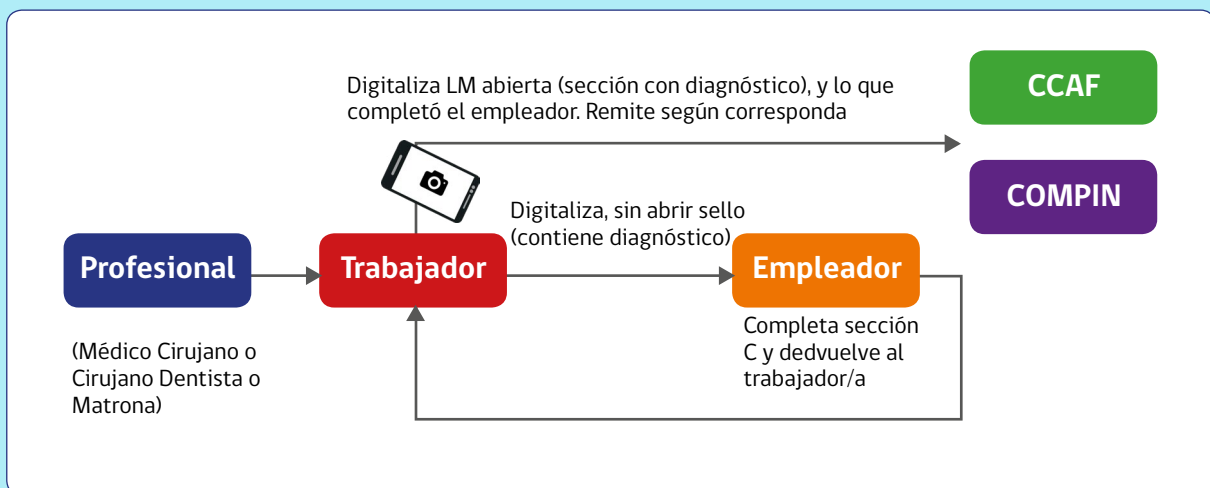 Digitaliza LM abierta (sección con diagnóstico), y lo que
completó el empleador. Remite según corresponda
CCAF
COMPIN
Digitaliza, sin abrir sello
(contiene diagnóstico)
Profesional
Trabajador
Empleador
(Médico Cirujano o
Cirujano Dentista o
Matrona)
Completa sección
C y dedvuelve al
trabajador/a